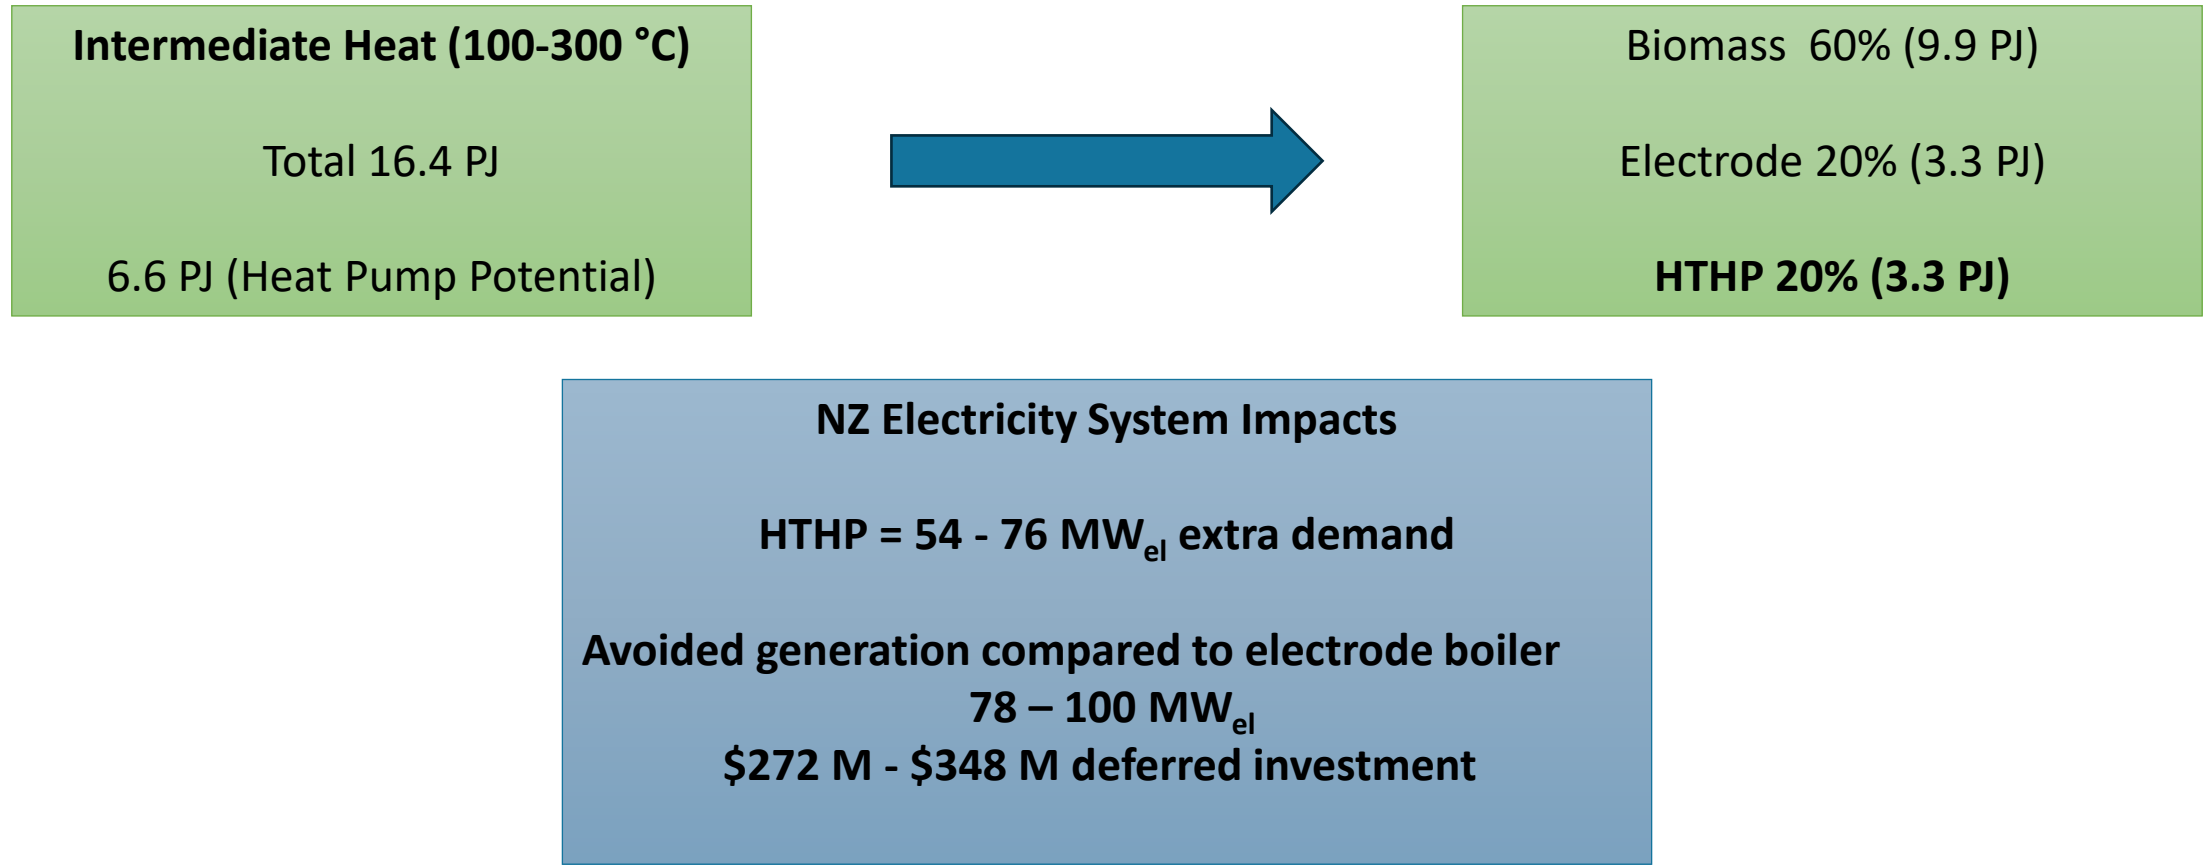 Intermediate Heat (100-300 °C)
Total 16.4 PJ
6.6 PJ (Heat Pump Potential)
Biomass  60% (9.9 PJ)
Electrode 20% (3.3 PJ)
HTHP 20% (3.3 PJ)
NZ Electricity System Impacts
HTHP = 54 - 76 MWel extra demand
Avoided generation compared to electrode boiler
78 – 100 MWel
$272 M - $348 M deferred investment